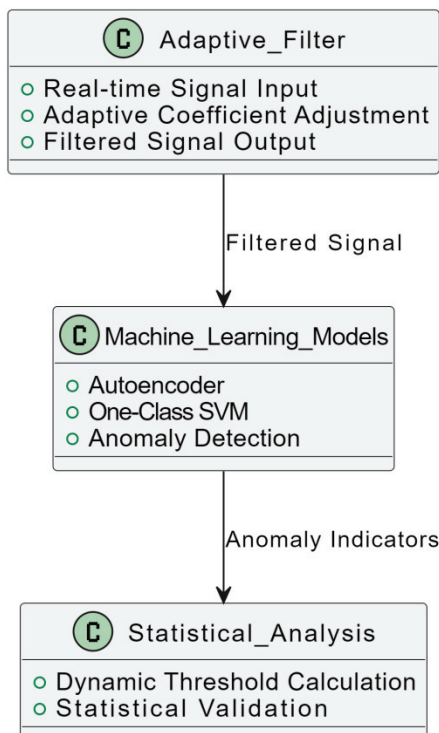 C Adaptive_Filter
Real-time Signal Input
Adaptive Coefficient Adjustment
Filtered Signal Output
Filtered Signal
C Machine_Learning_Models
Autoencoder
One-Class SVM
Anomaly Detection
Anomaly Indicators
C Statistical_Analysis
Dynamic Threshold Calculation
Statistical Validation